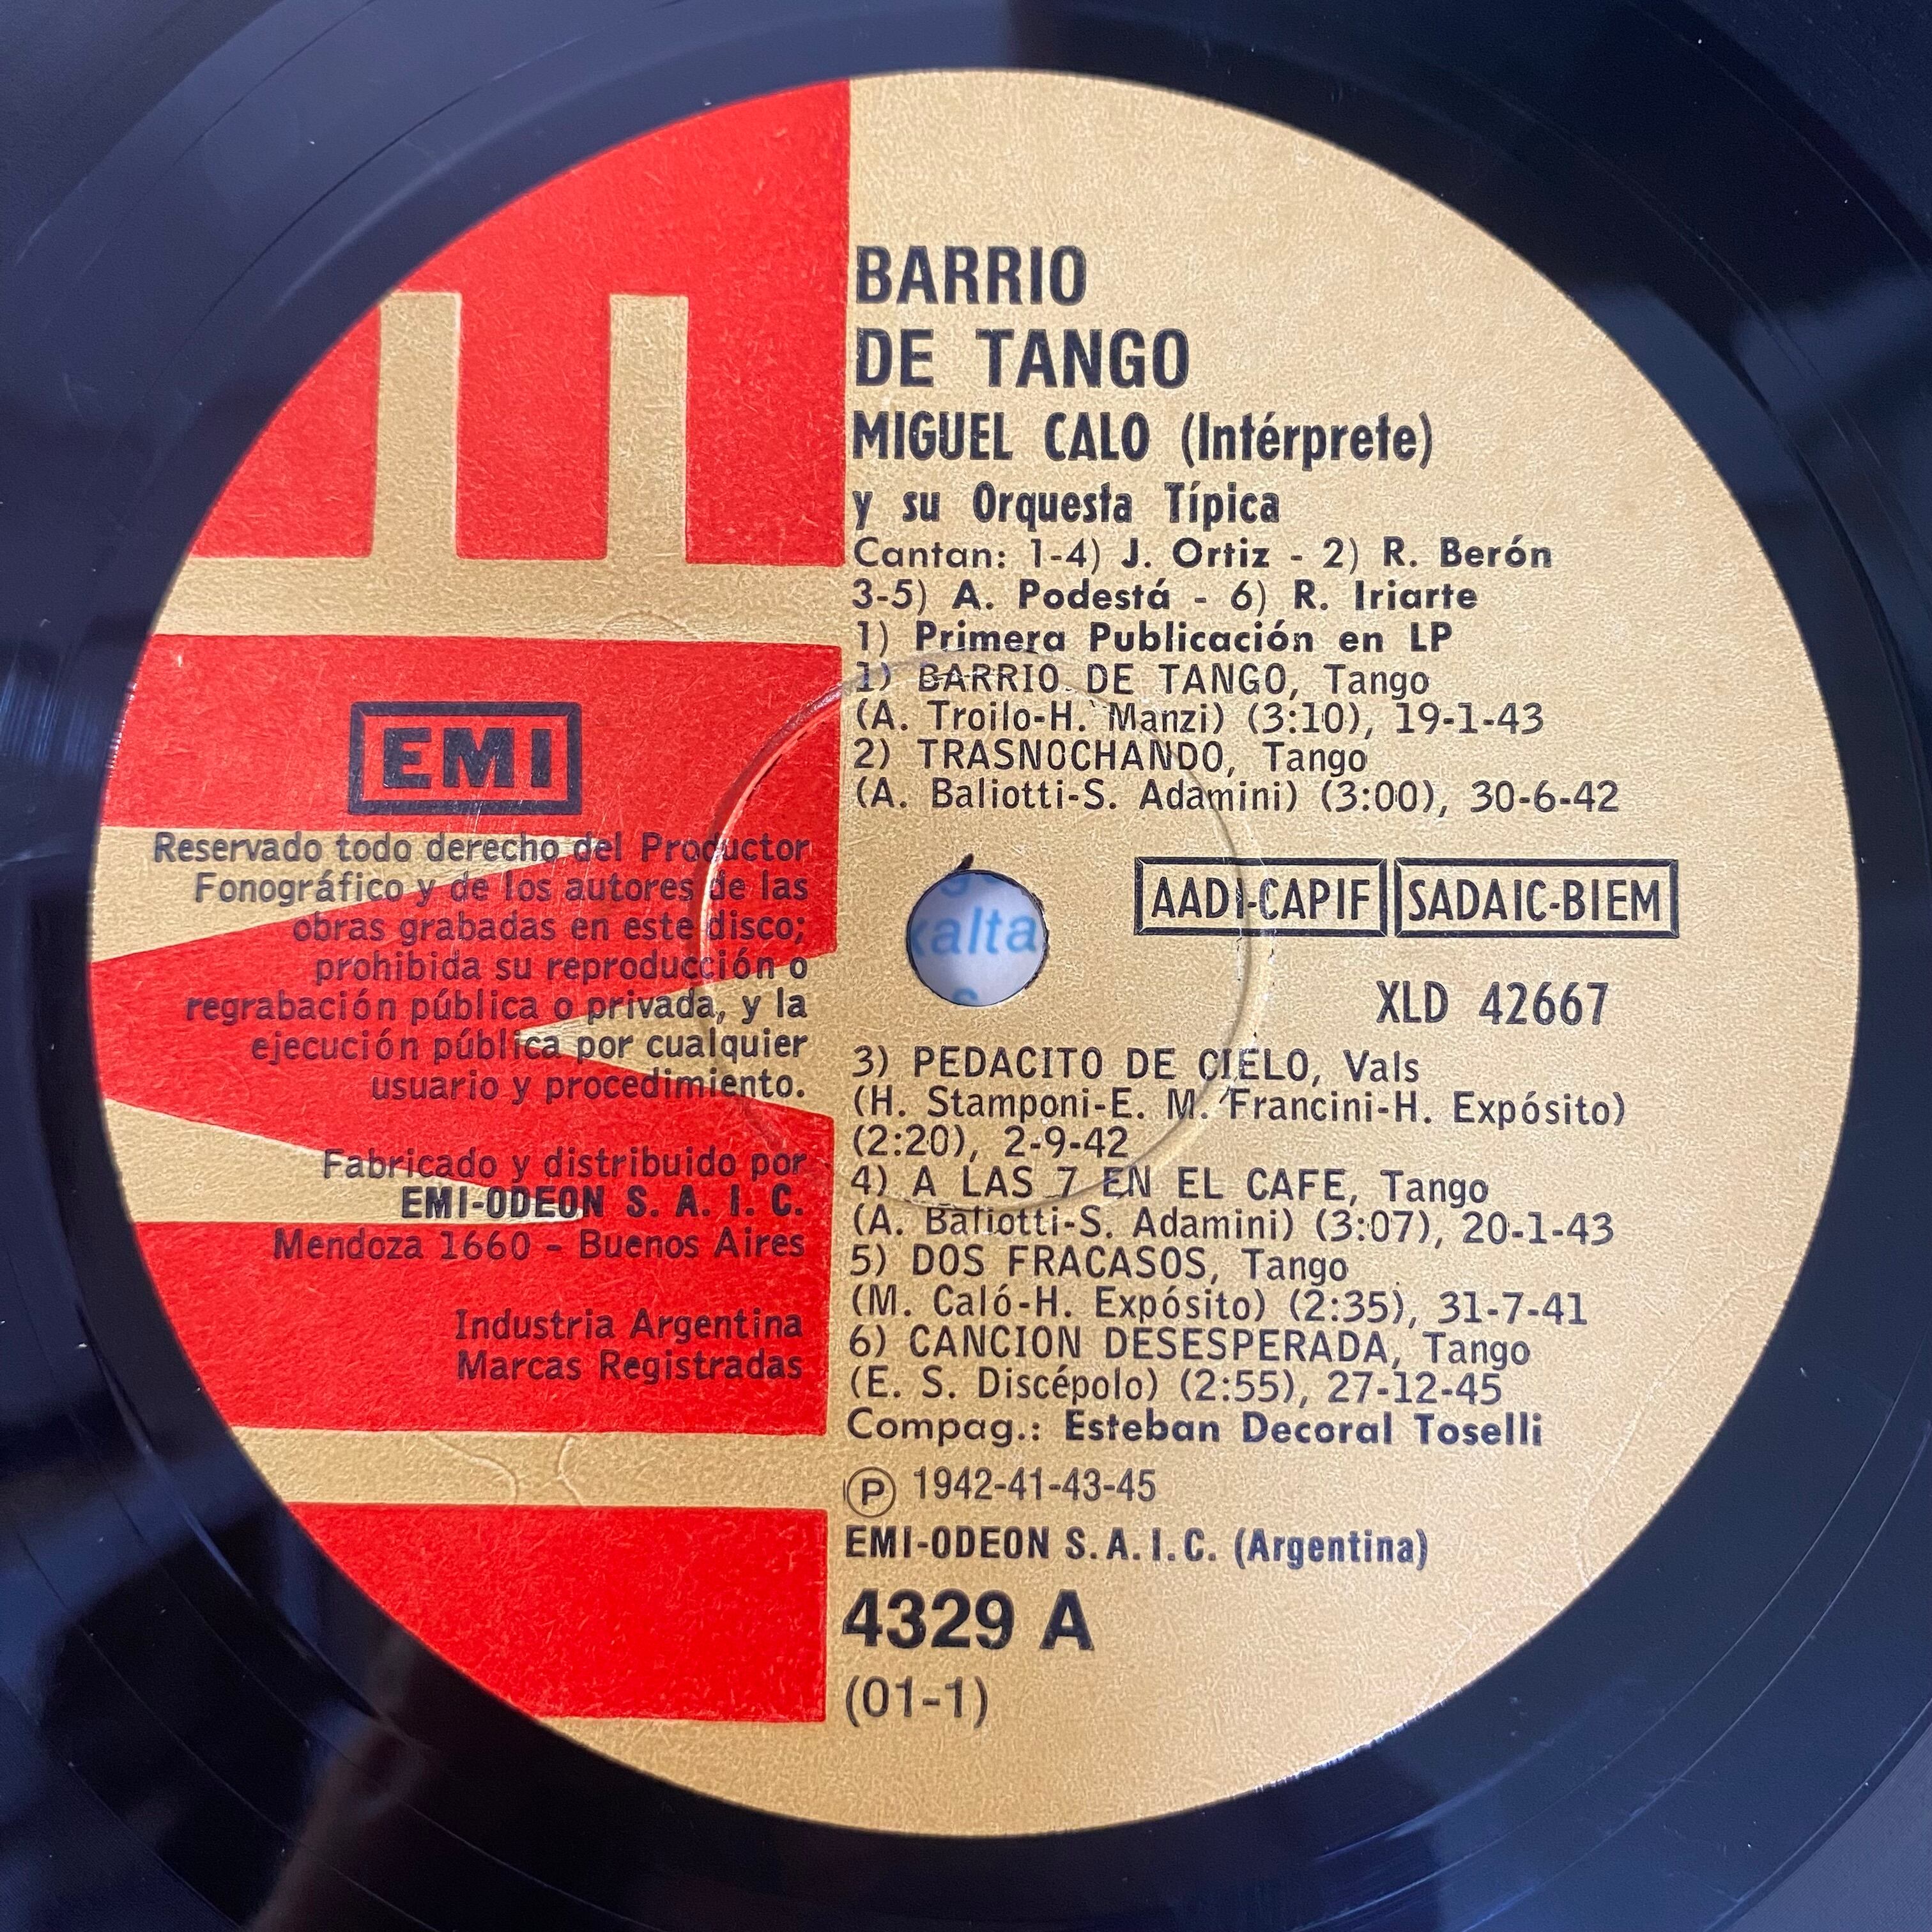 BARRIO
DE TANGO
MIGUEL CALO (Intérprete)
y su Orquesta Típica
Cantan: 1-4) J. Ortiz - 2) R. Berón
3-5) A. Podestá - 6) R. Iriarte
1) Primera Publicación en LP
1) BARRIO DE TANGO, Tango
(A. Troilo-H. Manzi) (3:10), 19-1-43
2) TRASNOCHANDO, Tango
(A. Baliotti-S. Adamini) (3:00), 30-6-42
EMI
Reservado todo derecho del Productor
Fonográfico y de los autores de las
obras grabadas en este disco;
prohibida su reproducción o
regrabación pública o privada, y la
ejecución pública por cualquier
usuario y procedimiento.
Fabricado y distribuido por
EMI-ODEON S. A. I. C.
Mendoza 1660 - Buenos Aires
Industria Argentina
Marcas Registradas
AADI-CAPIF SADAIC-BIEM
XLD 42667
3) PEDACITO DE CIELO, Vals
(H. Stamponi-E. M. Francini-H. Expósito)
(2:20), 2-9-42
4) A LAS 7 EN EL CAFE, Tango
(A. Baliotti-S. Adamini) (3:07), 20-1-43
5) DOS FRACASOS, Tango
(M. Caló-H. Expósito) (2:35), 31-7-41
6) CANCION DESESPERADA, Tango
(E. S. Discépolo) (2:55), 27-12-45
Compag.: Esteban Decoral Toselli
Ⓟ 1942-41-43-45
EMI-ODEON S.A.I.C. (Argentina)
4329 A
(01-1)
EMI